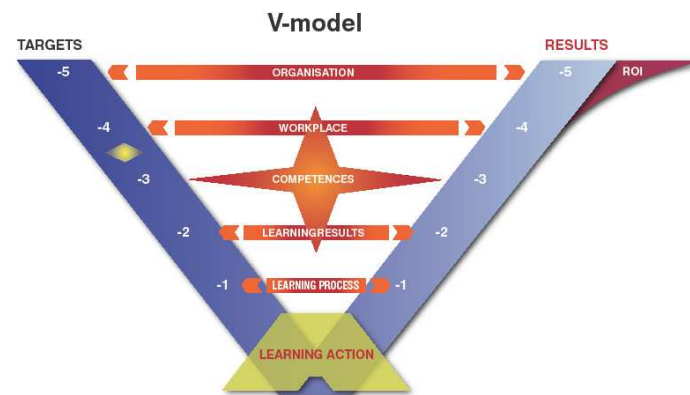 V-model
TARGETS
RESULTS
-5
ORGANISATION
-5
ROI
-4
WORKPLACE
-4
-3
COMPETENCES
-3
-2
LEARNINGRESULTS
-2
-1
LEARNING PROCESS
-1
LEARNING ACTION